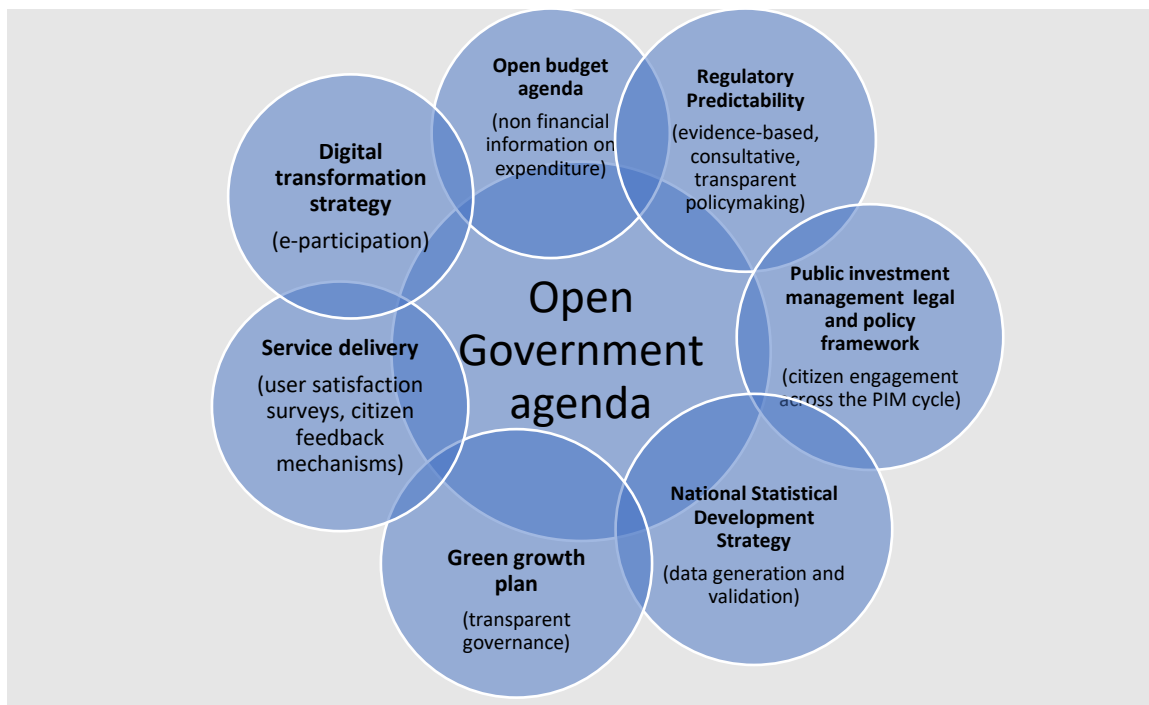 Open budget
agenda
(non financial
information on
expenditure)
Regulatory
Predictability
(evidence-based,
consultative,
transparent
policymaking)
Digital
transformation
strategy
(e-participation)
Public investment
management legal
and policy
framework
(citizen engagement
across the PIM cycle)
Open
Government
agenda
Service delivery
(user satisfaction
surveys, citizen
feedback
mechanisms)
National Statistical
Development
Strategy
(data generation and
validation)
Green growth
plan
(transparent
governance)